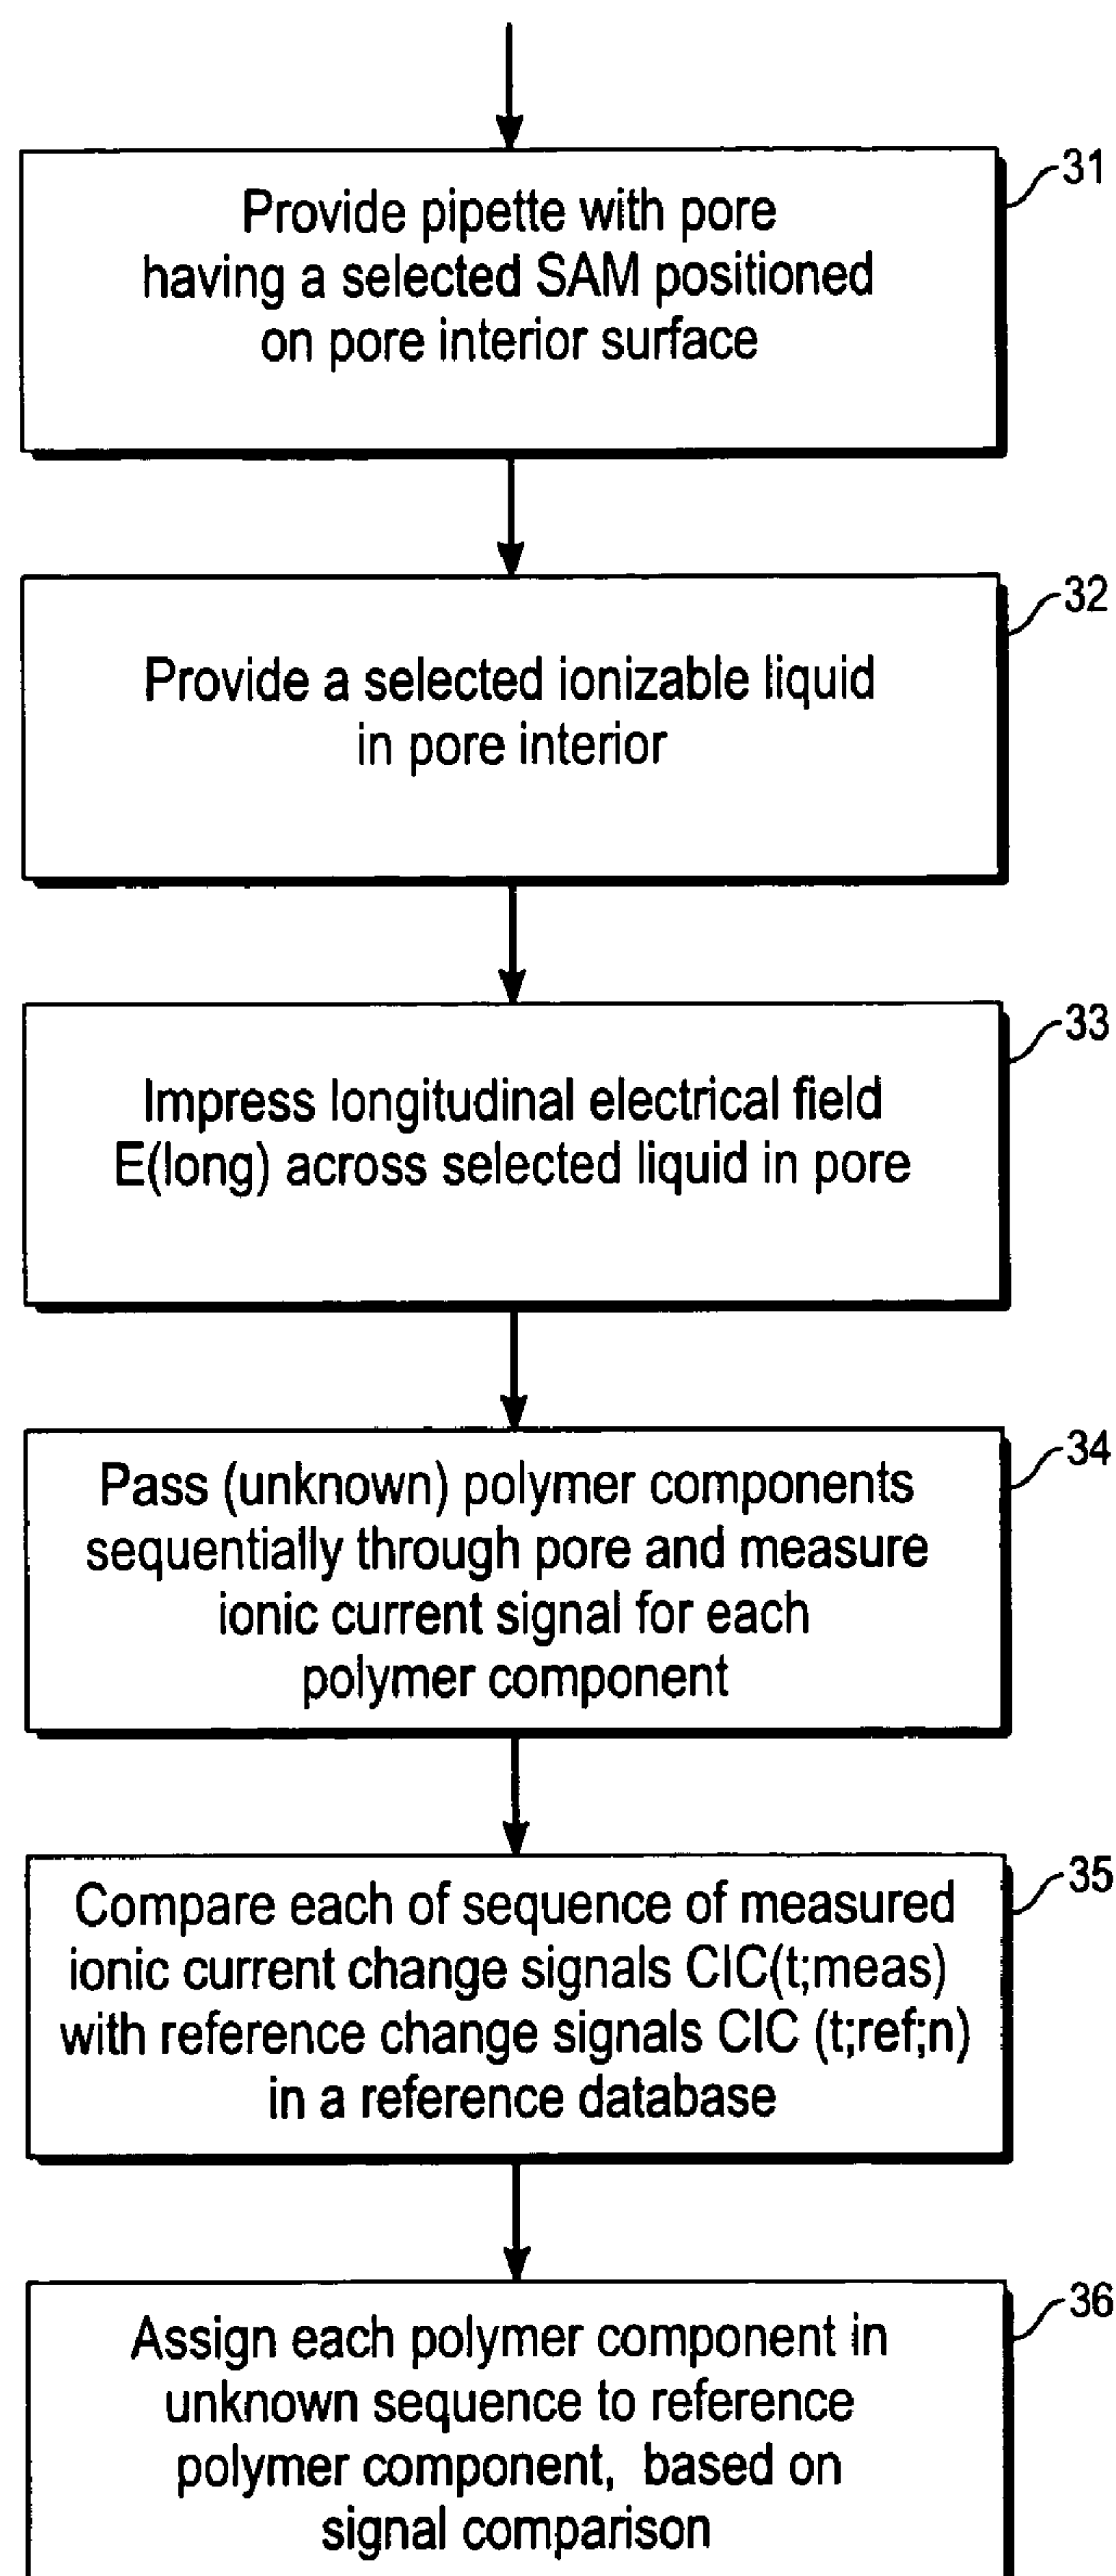 31
Provide pipette with pore
having a selected SAM positioned
on pore interior surface
32
Provide a selected ionizable liquid
in pore interior
33
Impress longitudinal electrical field
E(long) across selected liquid in pore
34
Pass (unknown) polymer components
sequentially through pore and measure
ionic current signal for each
polymer component
35
Compare each of sequence of measured
ionic current change signals CIC(t;meas)
with reference change signals CIC (t;ref;n)
in a reference database
36
Assign each polymer component in
unknown sequence to reference
polymer component, based on
signal comparison